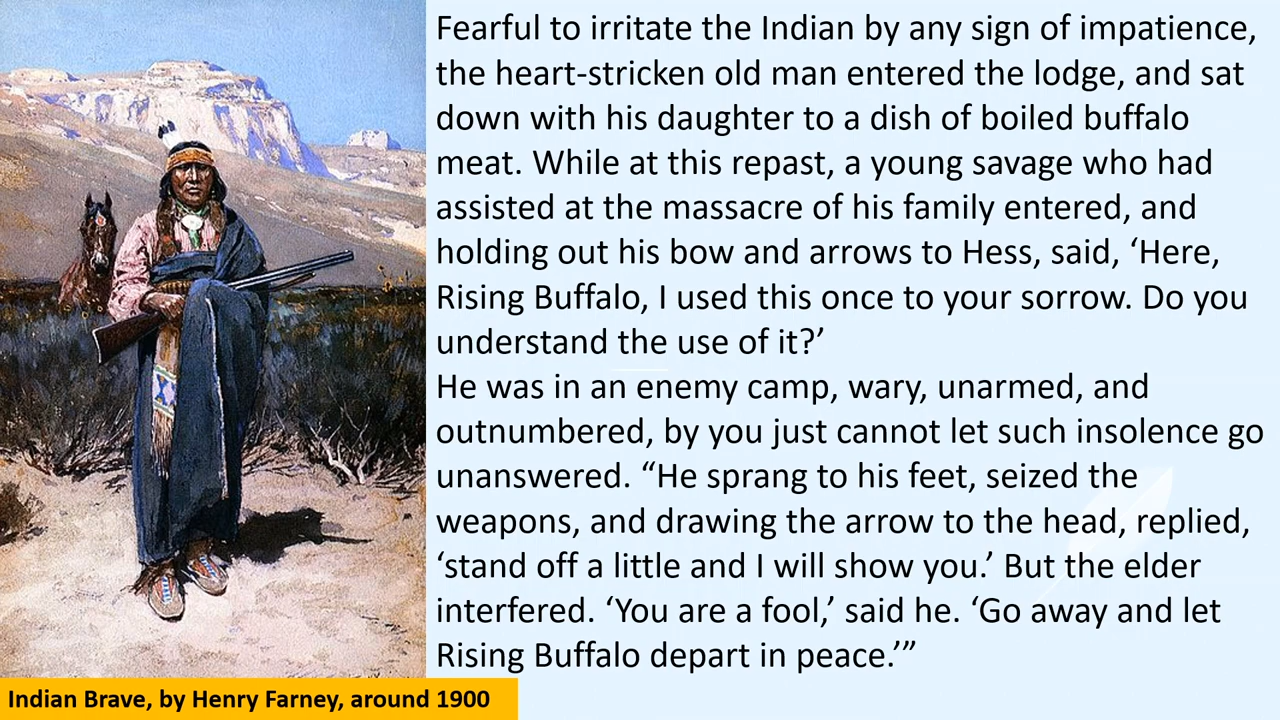 Fearful to irritate the Indian by any sign of impatience,
the heart-stricken old man entered the lodge, and sat
down with his daughter to a dish of boiled buffalo
meat. While at this repast, a young savage who had
assisted at the massacre of his family entered, and
holding out his bow and arrows to Hess, said, ‘Here,
Rising Buffalo, I used this once to your sorrow. Do you
understand the use of it?’
He was in an enemy camp, wary, unarmed, and
outnumbered, by you just cannot let such insolence go
unanswered. “He sprang to his feet, seized the
weapons, and drawing the arrow to the head, replied,
‘stand off a little and I will show you.’ But the elder
interfered. ‘You are a fool,’ said he. ‘Go away and let
Rising Buffalo depart in peace.’”
Indian Brave, by Henry Farney, around 1900